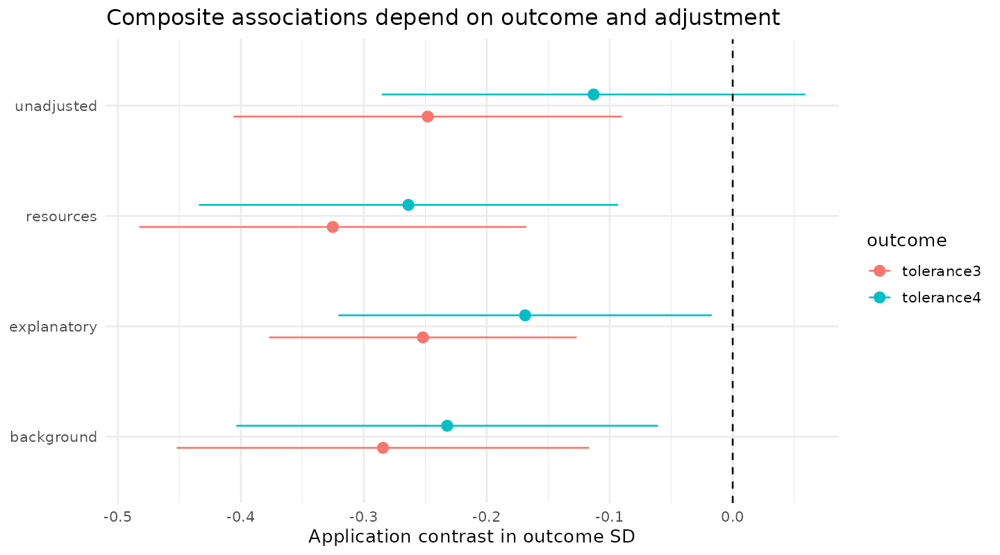 Composite associations depend on outcome and adjustment
unadjusted
resources
explanatory
background
-0.5
-0.4
-0.3
-0.2
-0.1
0.0
Application contrast in outcome SD
outcome
tolerance3
tolerance4